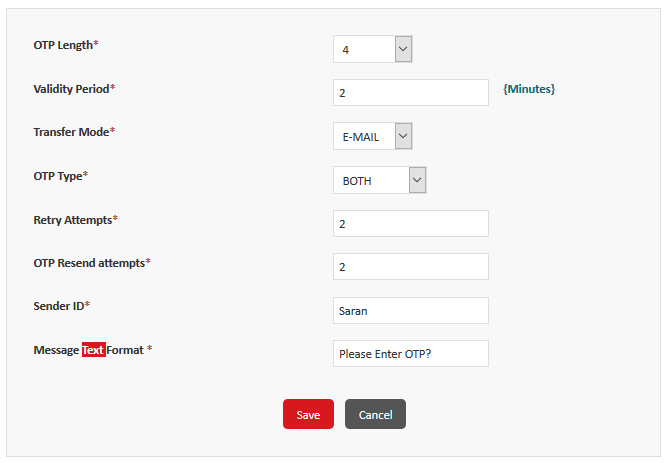 OTP Length* 4
Validity Period* 2 {Minutes}
Transfer Mode* E-MAIL
OTP Type* BOTH
Retry Attempts* 2
OTP Resend attempts* 2
Sender ID* Saran
Message Text Format * Please Enter OTP?
Save Cancel